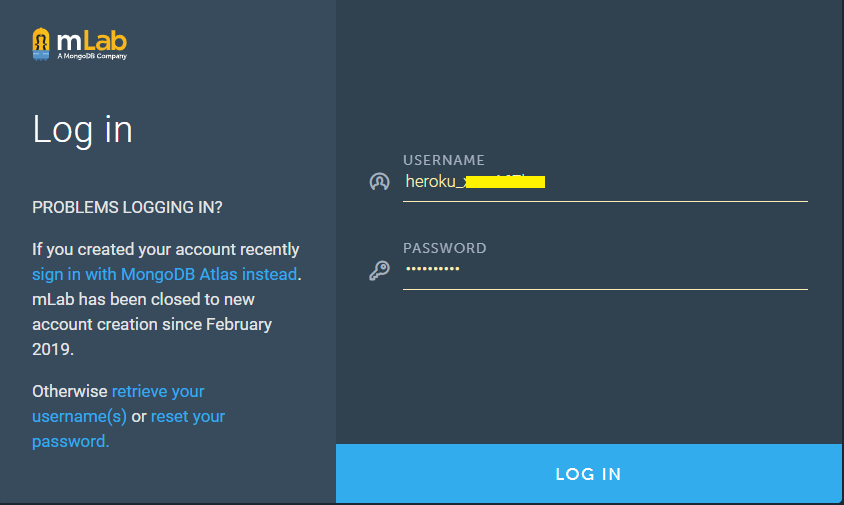 mLab
A MongoDB Company
Log in
PROBLEMS LOGGING IN?
If you created your account recently
sign in with MongoDB Atlas instead.
mLab has been closed to new
account creation since February
2019.
Otherwise retrieve your
username(s) or reset your
password.
USERNAME
heroku_
PASSWORD
••••••••••
LOG IN